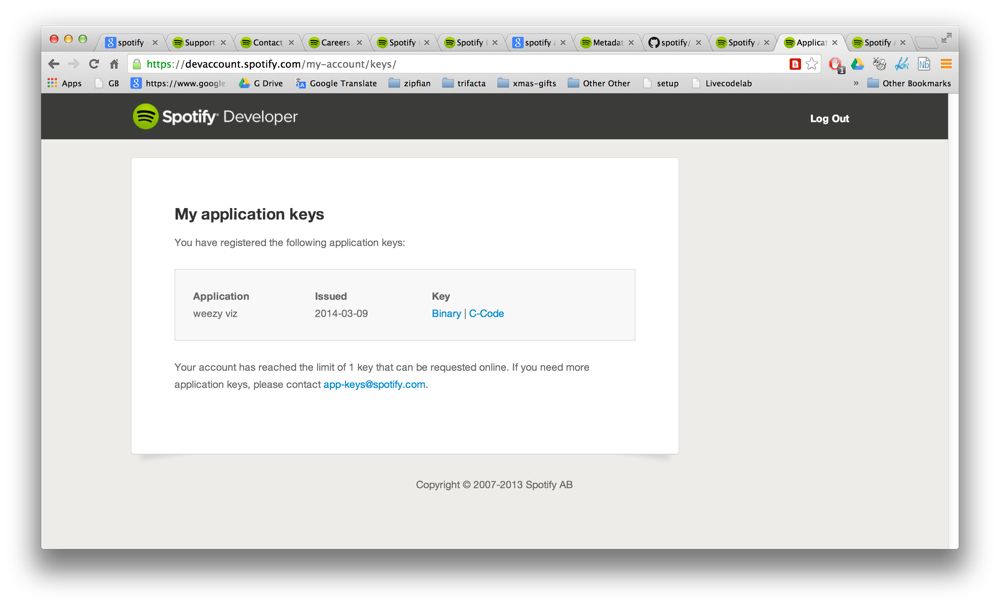 spotify
Support
Contact
Careers
Spotify
Spotify
spotify
Metadat
spotify/
Spotify
Applicat
Spotify
https://devaccount.spotify.com/my-account/keys/
Apps GB https://www.google G Drive Google Translate zipfian trifacta xmas-gifts Other Other setup Livecodelab » Other Bookmarks
Spotify Developer
Log Out
My application keys
You have registered the following application keys:
Application Issued Key
weezy viz 2014-03-09 Binary | C-Code
Your account has reached the limit of 1 key that can be requested online. If you need more
application keys, please contact app-keys@spotify.com.
Copyright © 2007-2013 Spotify AB